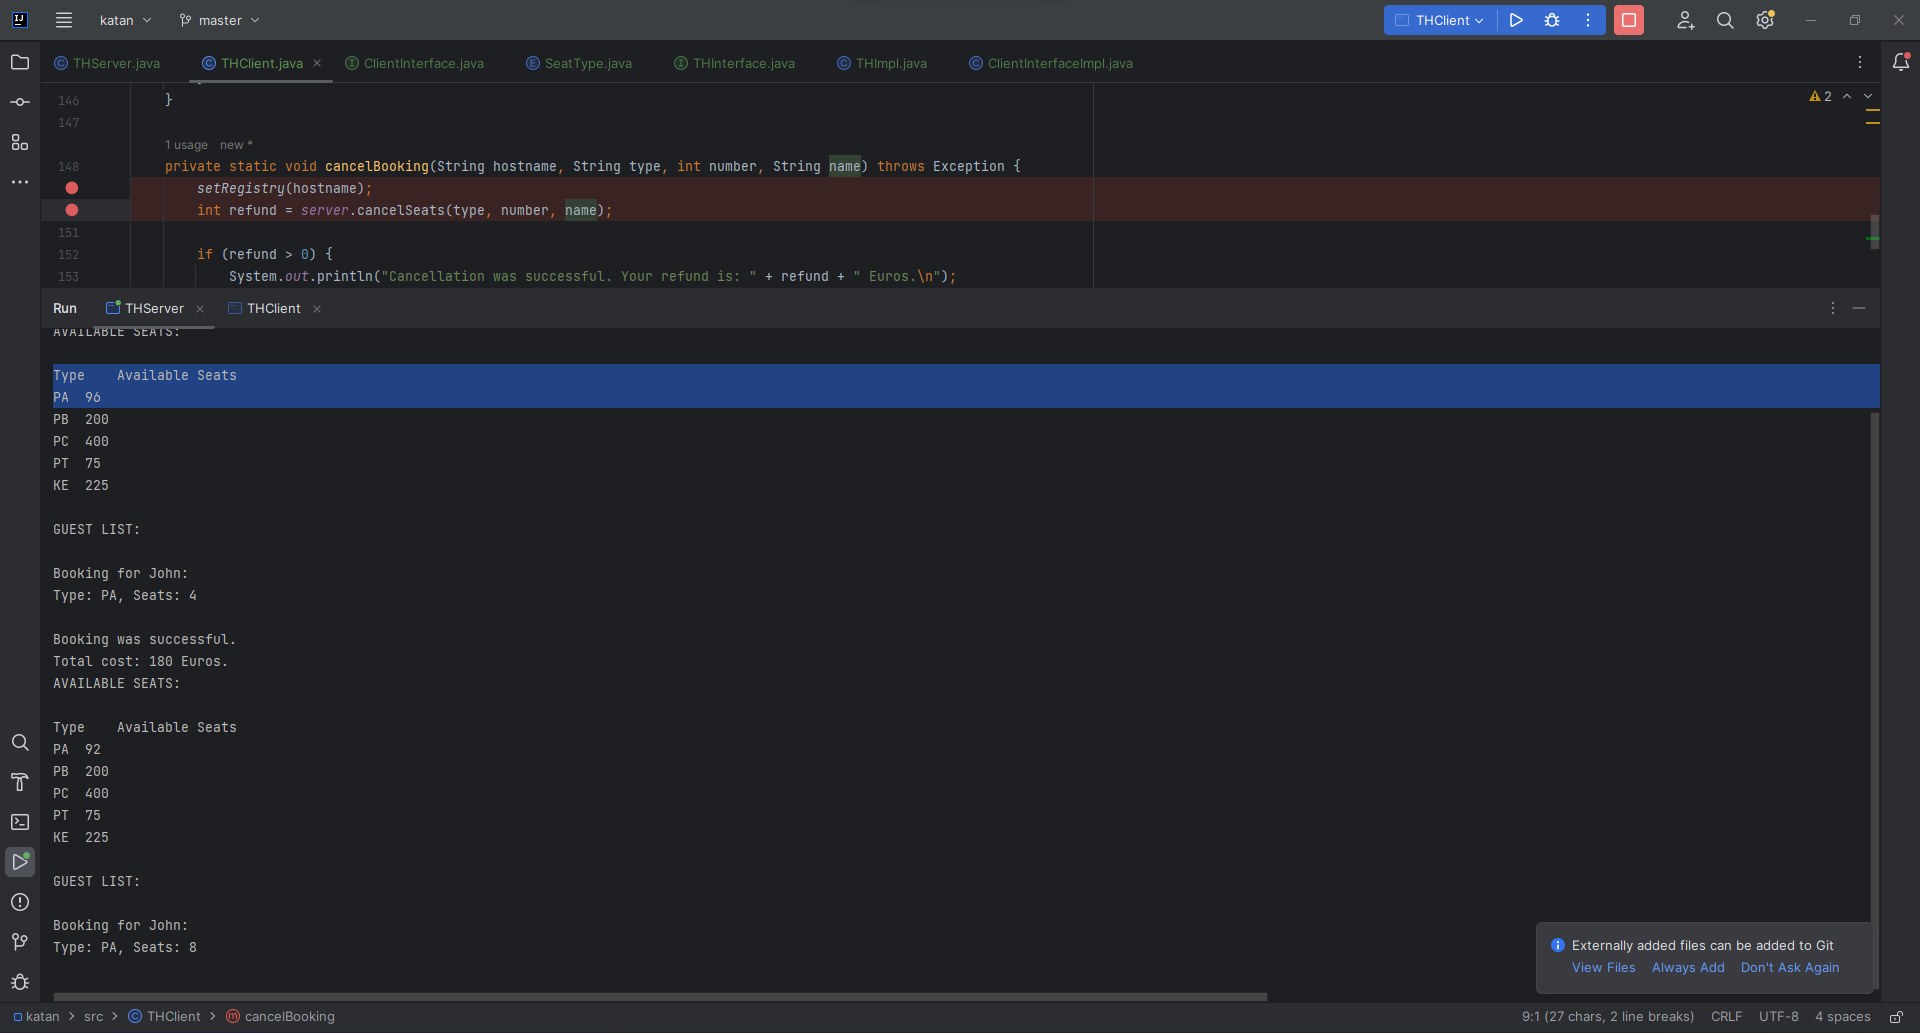 katan master THClient
THServer.java THClient.java ClientInterface.java SeatType.java THInterface.java THImpl.java ClientInterfaceImpl.java
146 }
2
147
1 usage new *
148 private static void cancelBooking(String hostname, String type, int number, String name) throws Exception {
setRegistry(hostname);
int refund = server.cancelSeats(type, number, name);
151
152 if (refund > 0) {
153 System.out.println("Cancellation was successful. Your refund is: " + refund + " Euros.\n");
Run THServer THClient
AVAILABLE SEATS:
Type Available Seats
PA 96
PB 200
PC 400
PT 75
KE 225
GUEST LIST:
Booking for John:
Type: PA, Seats: 4
Booking was successful.
Total cost: 180 Euros.
AVAILABLE SEATS:
Type Available Seats
PA 92
PB 200
PC 400
PT 75
KE 225
GUEST LIST:
Booking for John:
Type: PA, Seats: 8
Externally added files can be added to Git
View Files Always Add Don't Ask Again
katan > src > THClient > cancelBooking 9:1 (27 chars, 2 line breaks) CRLF UTF-8 4 spaces